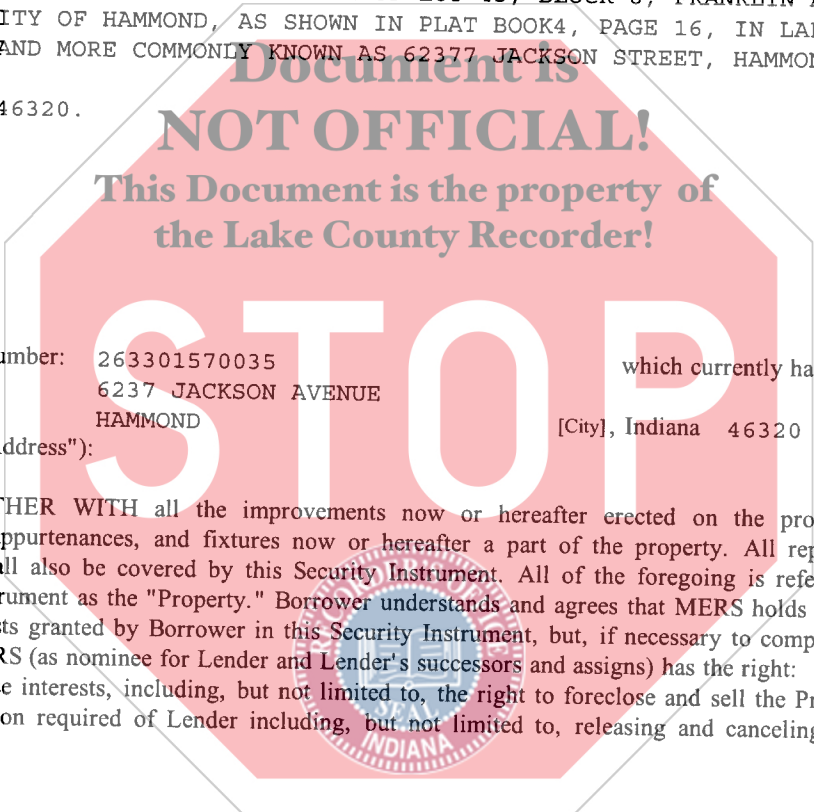 ITY OF HAMMOND, AS SHOWN IN PLAT BOOK4, PAGE 16, IN LA
AND MORE COMMONLY KNOWN AS 62377 JACKSON STREET, HAMMON
46320.
Document is
NOT OFFICIAL!
This Document is the property of
the Lake County Recorder!
STOP
umber: 263301570035 which currently ha
6237 JACKSON AVENUE
HAMMOND [City], Indiana 46320
ddress"):
THER WITH all the improvements now or hereafter erected on the pro
ppurtenances, and fixtures now or hereafter a part of the property. All rep
ll also be covered by this Security Instrument. All of the foregoing is refe
rument as the "Property." Borrower understands and agrees that MERS holds
sts granted by Borrower in this Security Instrument, but, if necessary to comp
RS (as nominee for Lender and Lender's successors and assigns) has the right:
e interests, including, but not limited to, the right to foreclose and sell the Pr
on required of Lender including, but not limited to, releasing and canceling
SEAL
INDIANA